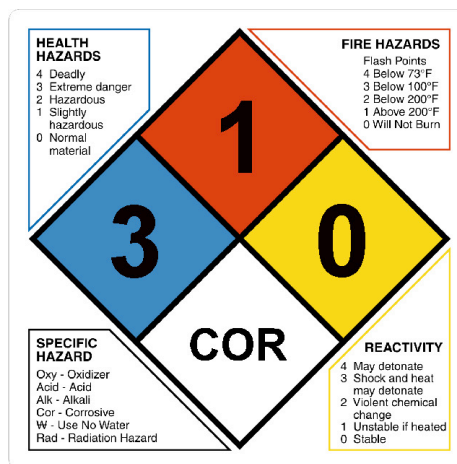 HEALTH
HAZARDS
4 Deadly
3 Extreme danger
2 Hazardous
1 Slightly
hazardous
0 Normal
material
FIRE HAZARDS
Flash Points
4 Below 73°F
3 Below 100°F
2 Below 200°F
1 Above 200°F
0 Will Not Burn
1
3
0
COR
SPECIFIC
HAZARD
Oxy - Oxidizer
Acid - Acid
Alk - Alkali
Cor - Corrosive
W - Use No Water
Rad - Radiation Hazard
REACTIVITY
4 May detonate
3 Shock and heat
may detonate
2 Violent chemical
change
1 Unstable if heated
0 Stable